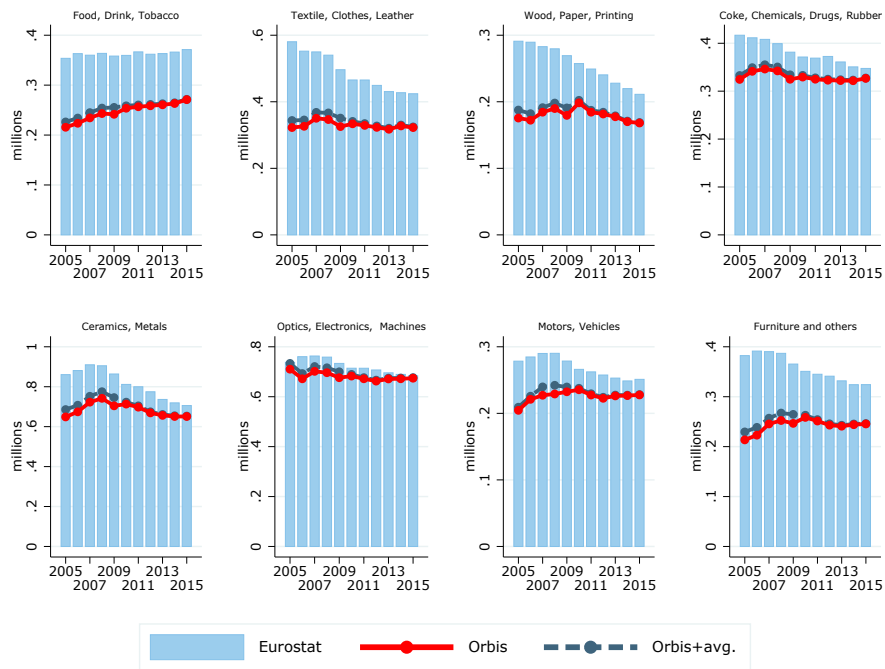 Food, Drink, Tobacco
millions
0 .1 .2 .3 .4
2005 2009 2013
2007 2011 2015
Textile, Clothes, Leather
millions
0 .2 .4 .6
2005 2009 2013
2007 2011 2015
Wood, Paper, Printing
millions
0 .1 .2 .3
2005 2009 2013
2007 2011 2015
Coke, Chemicals, Drugs, Rubber
millions
0 .1 .2 .3 .4
2005 2009 2013
2007 2011 2015
Ceramics, Metals
millions
0 .2 .4 .6 .8 1
2005 2009 2013
2007 2011 2015
Optics, Electronics, Machines
millions
0 .2 .4 .6 .8
2005 2009 2013
2007 2011 2015
Motors, Vehicles
millions
0 .1 .2 .3
2005 2009 2013
2007 2011 2015
Furniture and others
millions
0 .1 .2 .3 .4
2005 2009 2013
2007 2011 2015
Eurostat Orbis Orbis+avg.